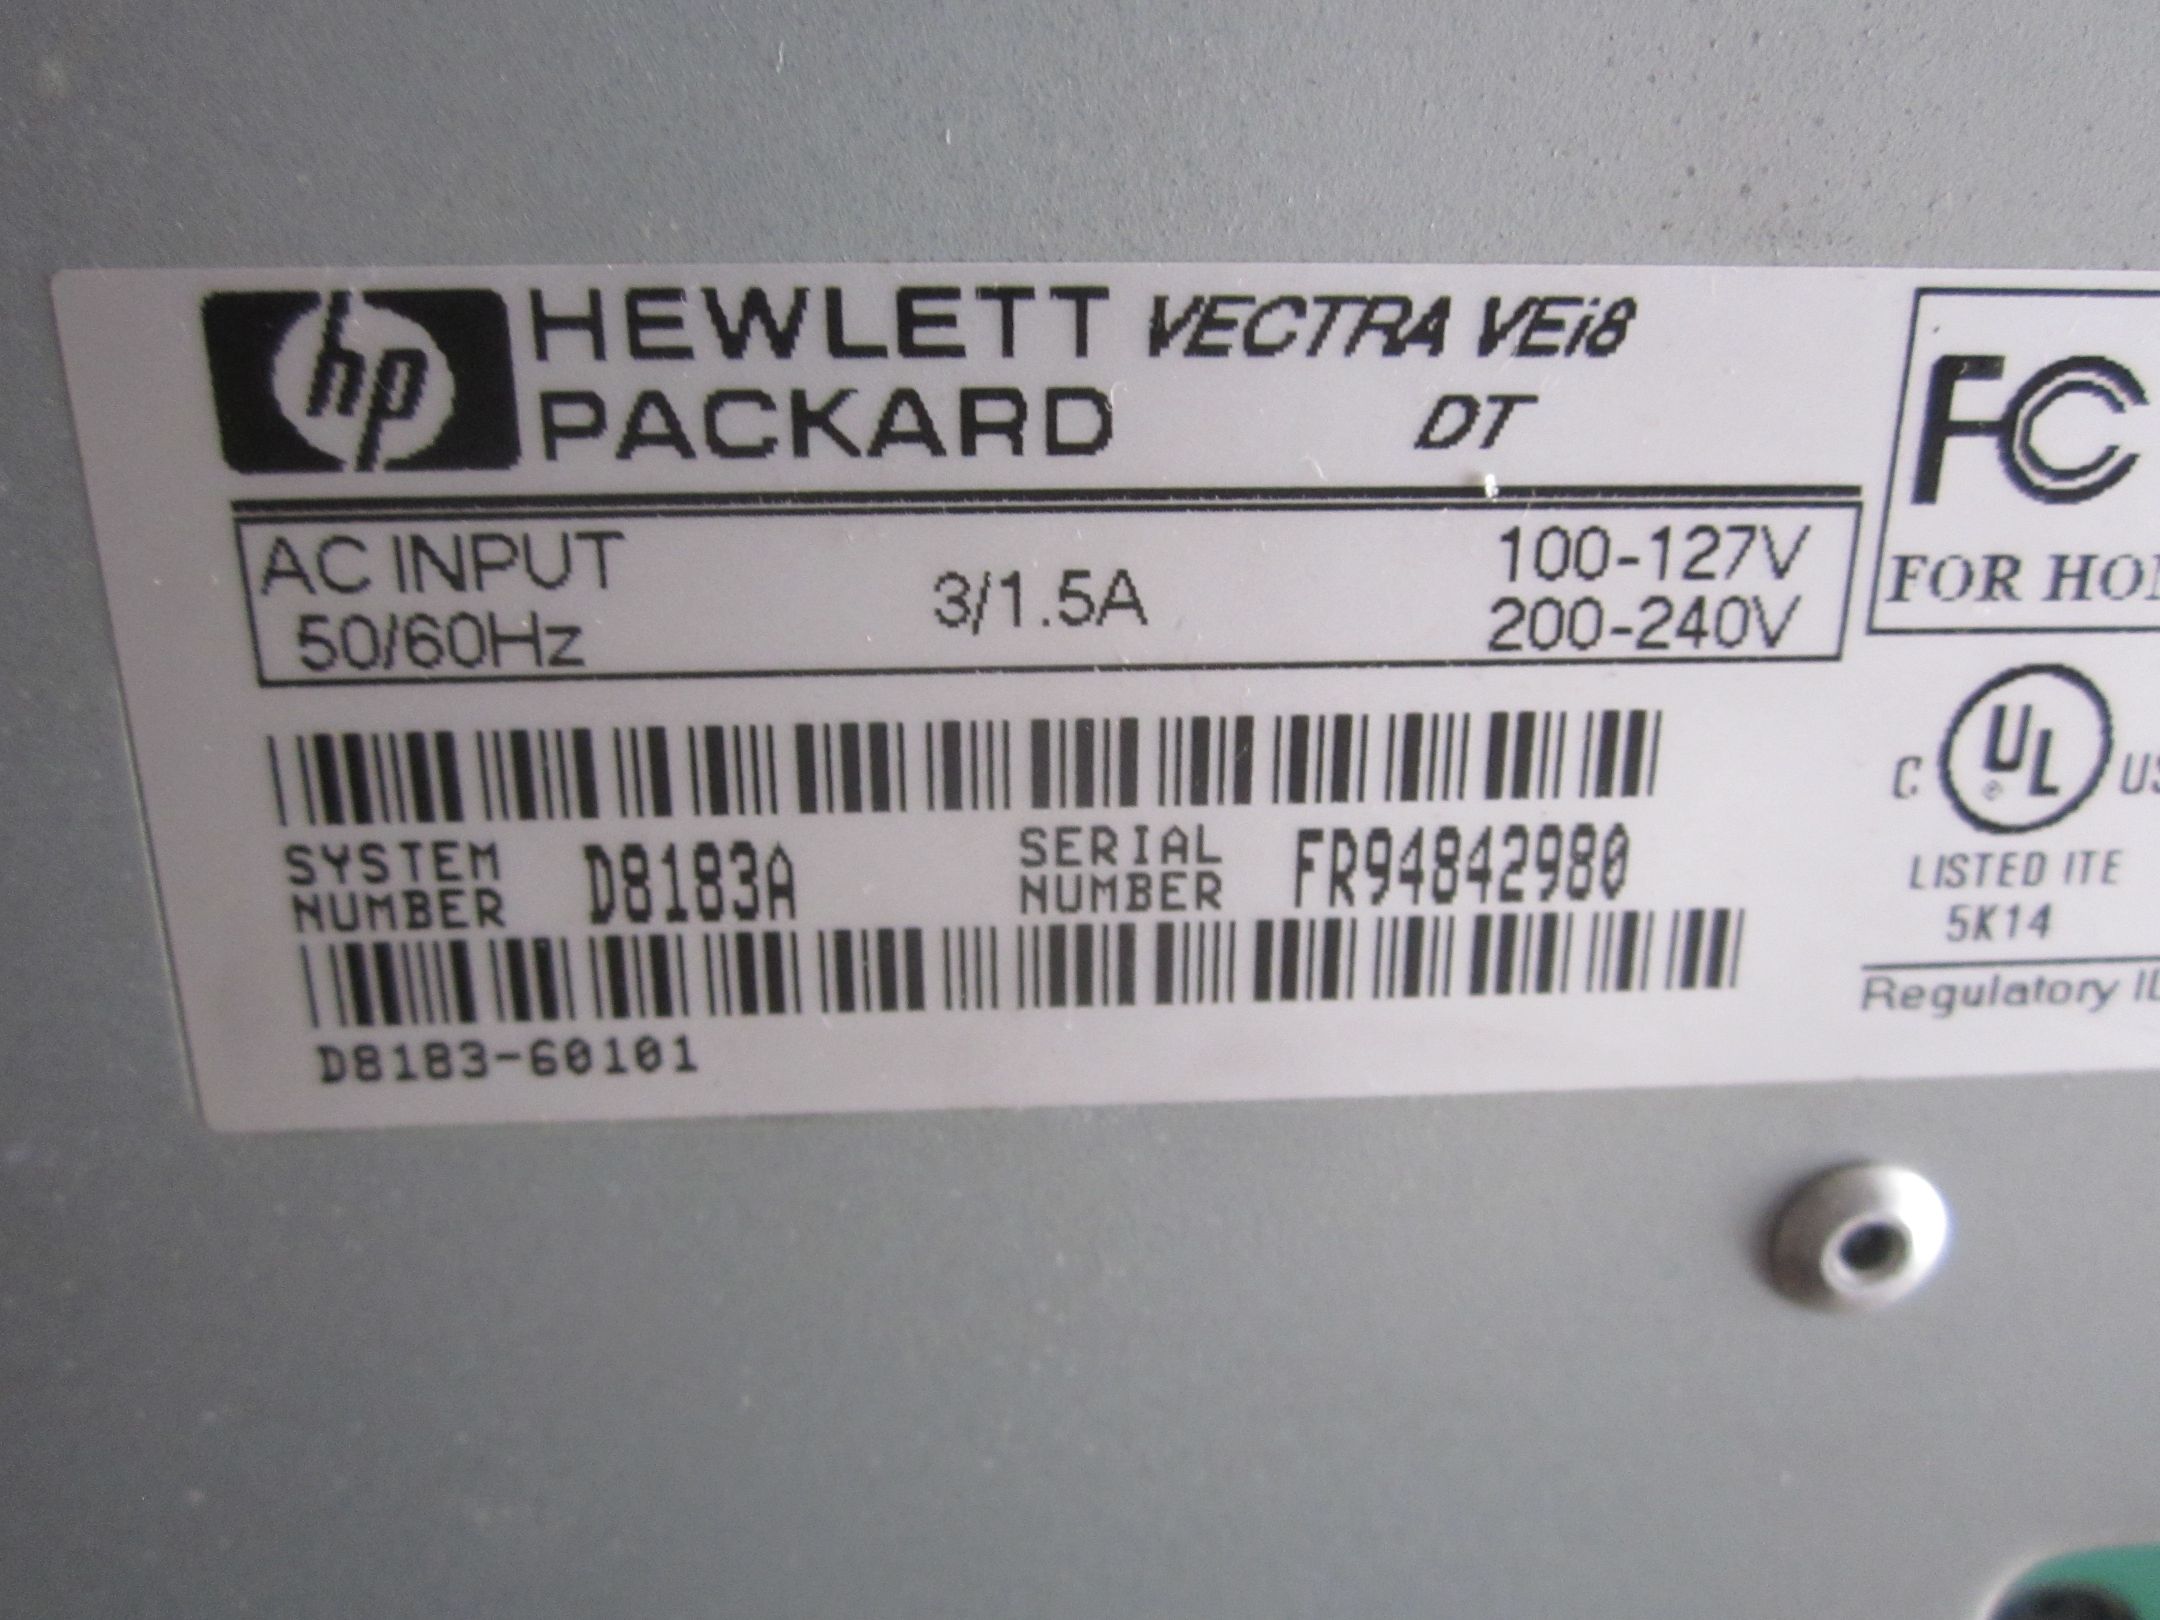 hp HEWLETT PACKARD VECTRA VEi8 DT
AC INPUT
50/60Hz
3/1.5A
100-127V
200-240V
SYSTEM NUMBER D8183A
SERIAL NUMBER FR94842980
D8183-60101
FC
FOR HO
C UL US
LISTED ITE
5K14
Regulatory I